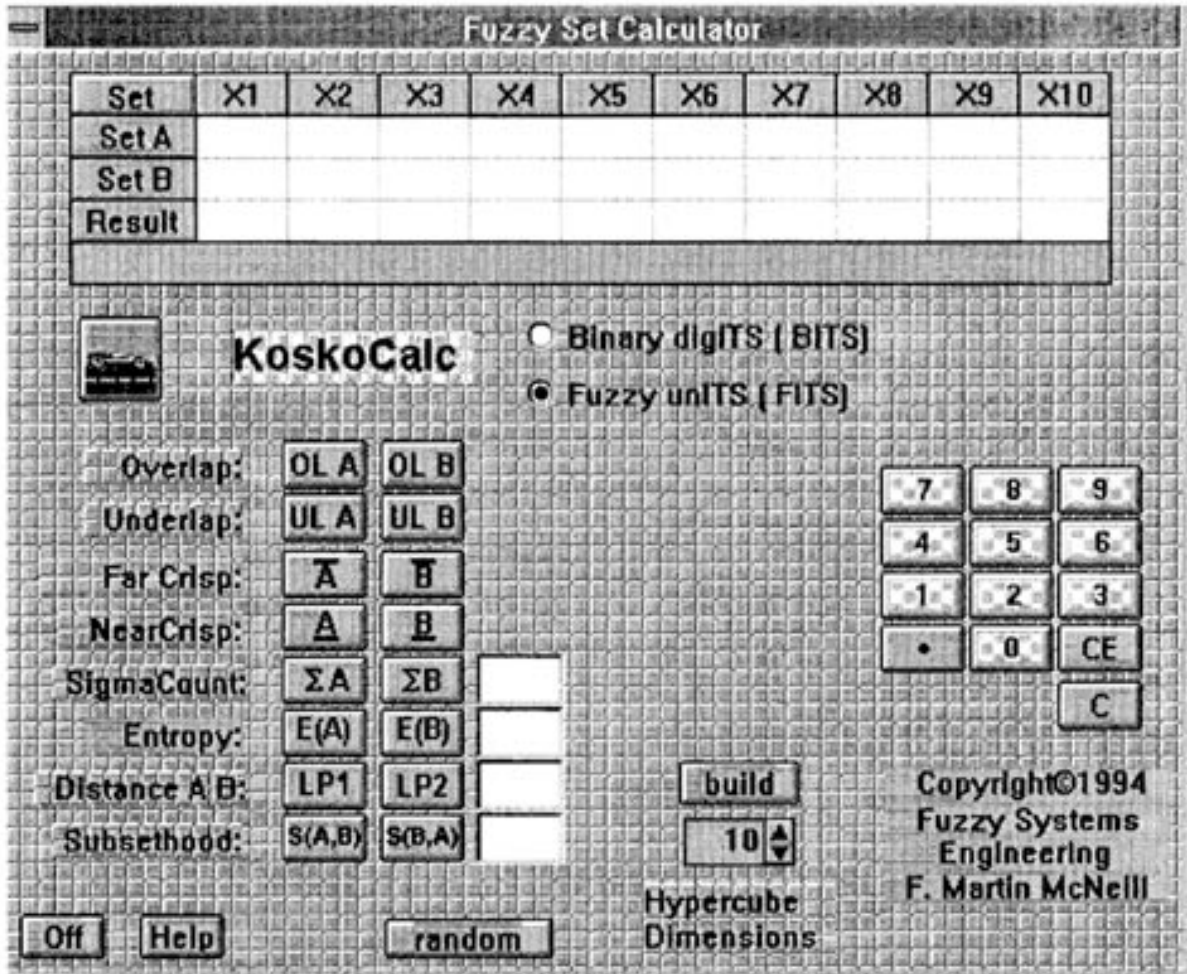 Fuzzy Set Calculator
Set X1 X2 X3 X4 X5 X6 X7 X8 X9 X10
Set A
Set B
Result
KoskoCalc
Binary digITS ( BITS)
Fuzzy unITS ( FITS)
Overlap: OL A OL B
Underlap: UL A UL B
Far Crisp: A̅ B̅
NearCrisp: A̲ B̲
SigmaCount: ΣA ΣB
Entropy: E(A) E(B)
Distance A B: LP1 LP2
Subsethood: S(A,B) S(B,A)
7 8 9
4 5 6
1 2 3
• 0 CE
C
build
10
Hypercube
Dimensions
Copyright©1994
Fuzzy Systems
Engineering
F. Martin McNeill
Off Help random